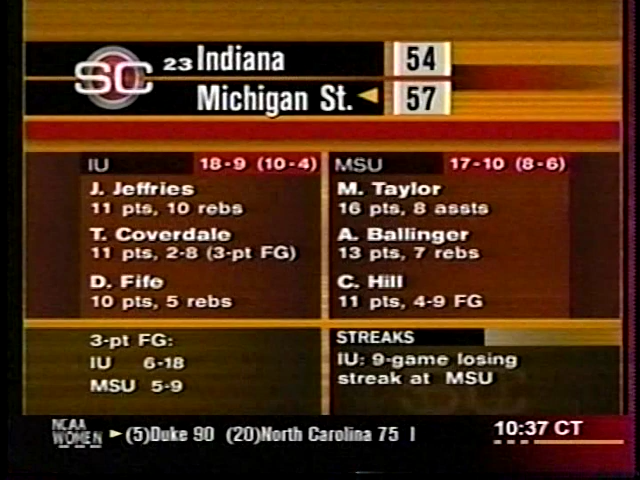 SC
23 Indiana 54
Michigan St. 57
IU 18-9 (10-4)
J. Jeffries
11 pts, 10 rebs
T. Coverdale
11 pts, 2-8 (3-pt FG)
D. Fife
10 pts, 5 rebs
MSU 17-10 (8-6)
M. Taylor
16 pts, 8 assts
A. Ballinger
13 pts, 7 rebs
C. Hill
11 pts, 4-9 FG
3-pt FG:
IU 6-18
MSU 5-9
STREAKS
IU: 9-game losing
streak at MSU
NCAA
WOMEN
(5)Duke 90 (20)North Carolina 75
10:37 CT